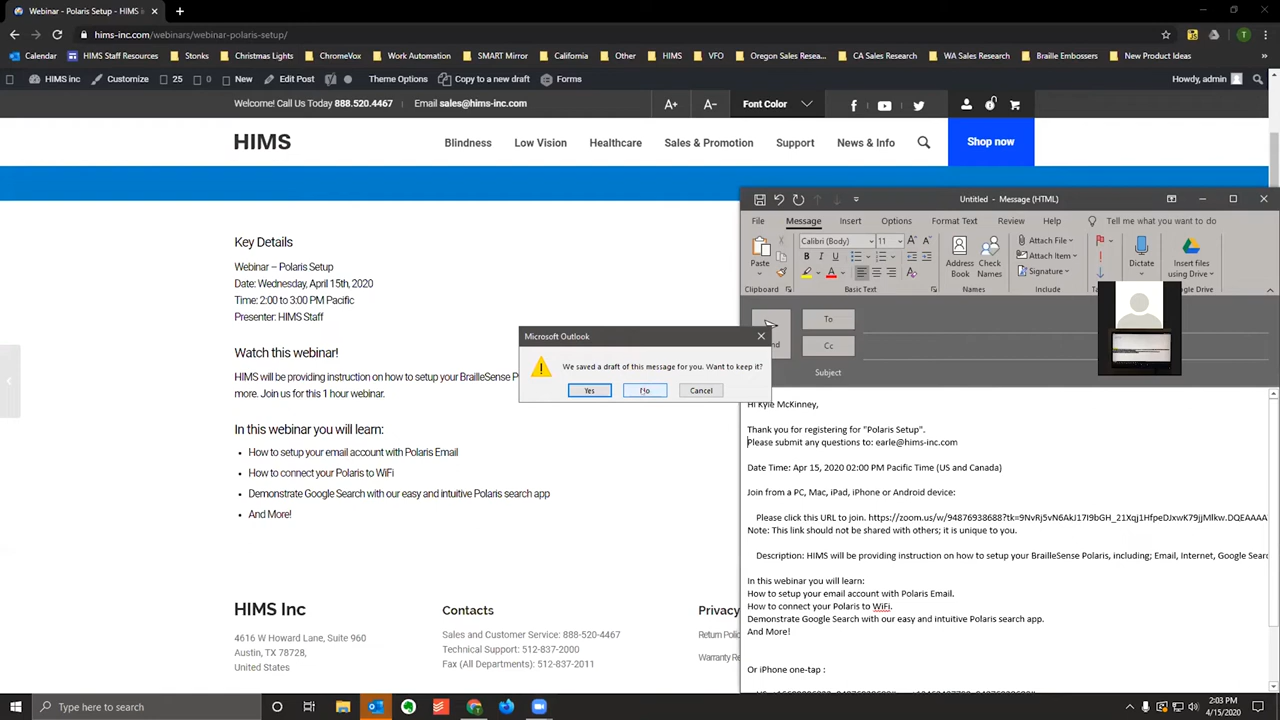 Webinar - Polaris Setup - HIMS
hims-inc.com/webinars/webinar-polaris-setup/
Calendar HIMS Staff Resources Stocks Shopping ChromeVox Work Automation SMART Mirror California Other HIMS VFO Oregon Sales Resea... CA Sales Research WA Sales Research Braille Embossers New Product Ideas
HIMS Inc Customize 25 0 New Edit Post Theme Options Copy to a new draft Forms Howdy, admin
Welcome! Call Us Today 888.520.4467 Email sales@hims-inc.com A+ A- Font Color
HIMS Blindness Low Vision Healthcare Sales & Promotion Support News & Info Shop now
Key Details
Webinar – Polaris Setup
Date: Wednesday, April 15th, 2020
Time: 2:00 to 3:00 PM Pacific
Presenter: HIMS Staff
Watch this webinar!
HIMS will be providing instruction on how to setup your BrailleSense P
more. Join us for this 1 hour webinar.
In this webinar you will learn:
How to setup your email account with Polaris Email
How to connect your Polaris to WiFi
Demonstrate Google Search with our easy and intuitive Polaris search app
And More!
HIMS Inc
4616 W Howard Lane, Suite 960
Austin, TX 78728,
United States
Contacts
Sales and Customer Service: 888-520-4467
Technical Support: 512-837-2000
Fax (All Departments): 512-837-2011
Privacy
Return Polic
Warranty Re
Untitled - Message (HTML)
File Message Insert Options Format Text Review Help Tell me what you want to do
Calibri (Body) 11
Paste
Clipboard
B I U
Basic Text
Address Book
Check Names
Names
Attach File
Attach Item
Signature
Include
Dictate
Insert files using Drive
To
Cc
Subject
Microsoft Outlook
We saved a draft of this message for you. Want to keep it?
Yes No Cancel
Hi Kyle McKinney,
Thank you for registering for "Polaris Setup".
Please submit any questions to: earle@hims-inc.com
Date Time: Apr 15, 2020 02:00 PM Pacific Time (US and Canada)
Join from a PC, Mac, iPad, iPhone or Android device:
Please click this URL to join.
Note: This link should not be shared with others; it is unique to you.
Description: HIMS will be providing instruction on how to setup your BrailleSense Polaris, including; Email, Internet, Google Searc
In this webinar you will learn:
How to setup your email account with Polaris Email.
How to connect your Polaris to WiFi.
Demonstrate Google Search with our easy and intuitive Polaris search app.
And More!
Or iPhone one-tap :
Type here to search
2:03 PM
4/15/2020